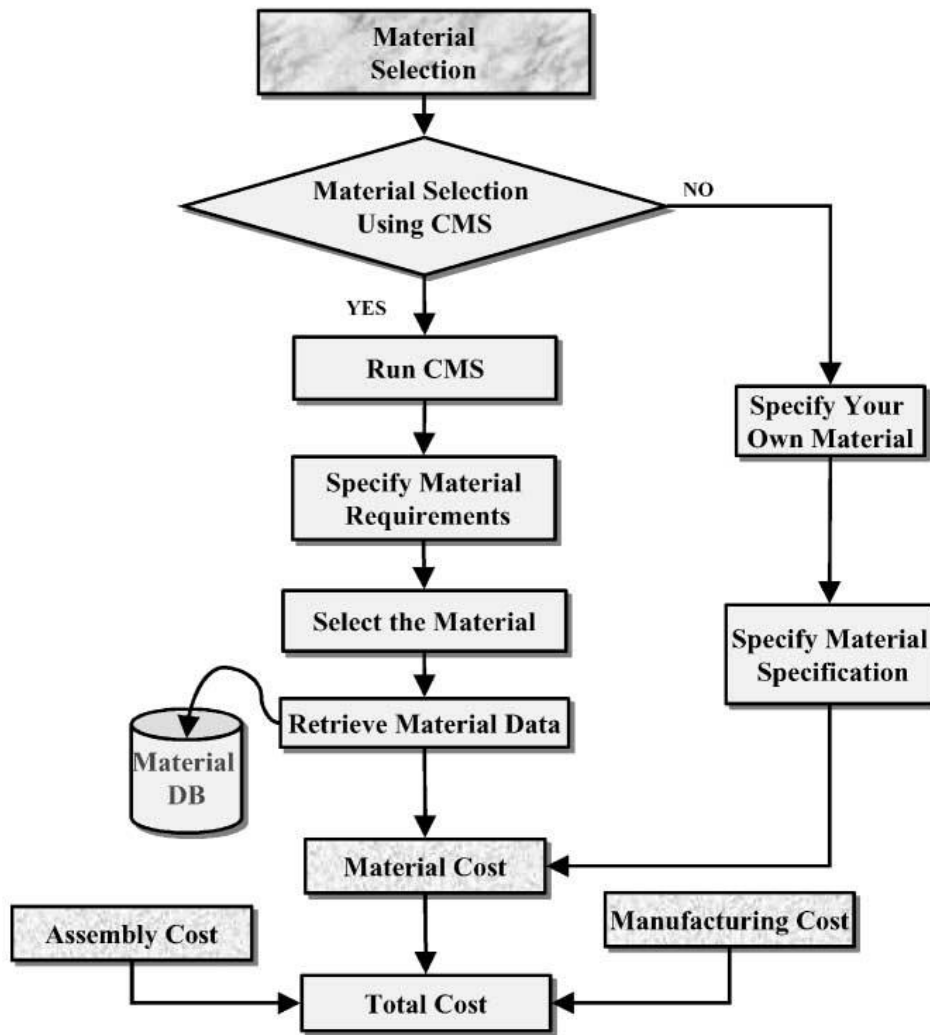 Material
Selection
Material Selection
Using CMS
NO
YES
Run CMS
Specify Your
Own Material
Specify Material
Requirements
Select the Material
Specify Material
Specification
Retrieve Material Data
Material
DB
Material Cost
Assembly Cost
Manufacturing Cost
Total Cost